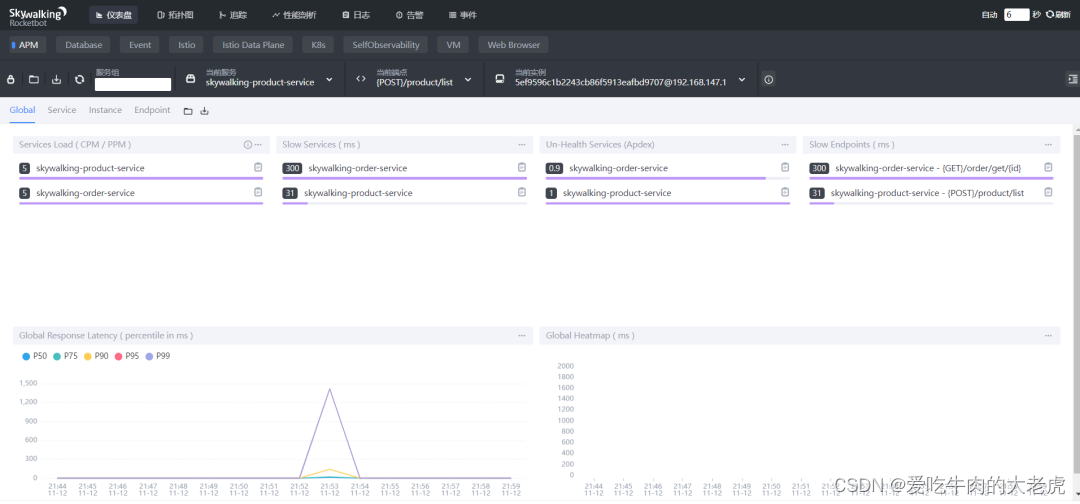 Skywalking
Rocketbot
仪表盘 拓扑图 追踪 性能剖析 日志 告警 事件 自动 6 秒 刷新
APM Database Event Istio Istio Data Plane K8s SelfObservability VM Web Browser
服务组 当前服务 当前端点 当前实例
skywalking-product-service {POST}/product/list 5ef9596c1b2243cb86f5913eafbd9707@192.168.147.1
Global Service Instance Endpoint
Services Load ( CPM / PPM ) Slow Services ( ms ) Un-Health Services (Apdex) Slow Endpoints ( ms )
5 skywalking-product-service 300 skywalking-order-service 0.9 skywalking-order-service 300 skywalking-order-service - {GET}/order/get/{id}
5 skywalking-order-service 31 skywalking-product-service 1 skywalking-product-service 31 skywalking-product-service - {POST}/product/list
Global Response Latency ( percentile in ms ) Global Heatmap ( ms )
P50 P75 P90 P95 P99
1,500
1,200
900
600
300
0
21:44 21:45 21:46 21:47 21:48 21:49 21:50 21:51 21:52 21:53 21:54 21:55 21:56 21:57 21:58 21:59
11-12 11-12 11-12 11-12 11-12 11-12 11-12 11-12 11-12 11-12 11-12 11-12 11-12 11-12 11-12 11-12
2000
1800
1600
1400
1200
1000
800
600
400
200
0
21:44 21:45 21:46 21:47 21:48 21:49 21:50 21:51
11-12 11-12 11-12 11-12 11-12 11-12 11-12 11-12
CSDN @爱吃牛肉的大老虎